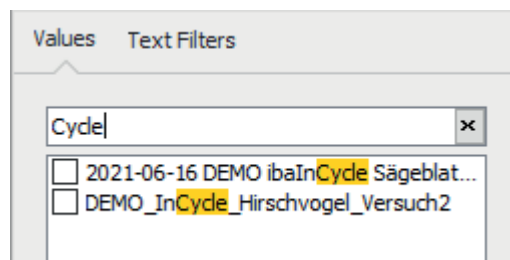 Values Text Filters
Cycle
2021-06-16 DEMO ibaInCycle Sägeblat...
DEMO_InCycle_Hirschvogel_Versuch2